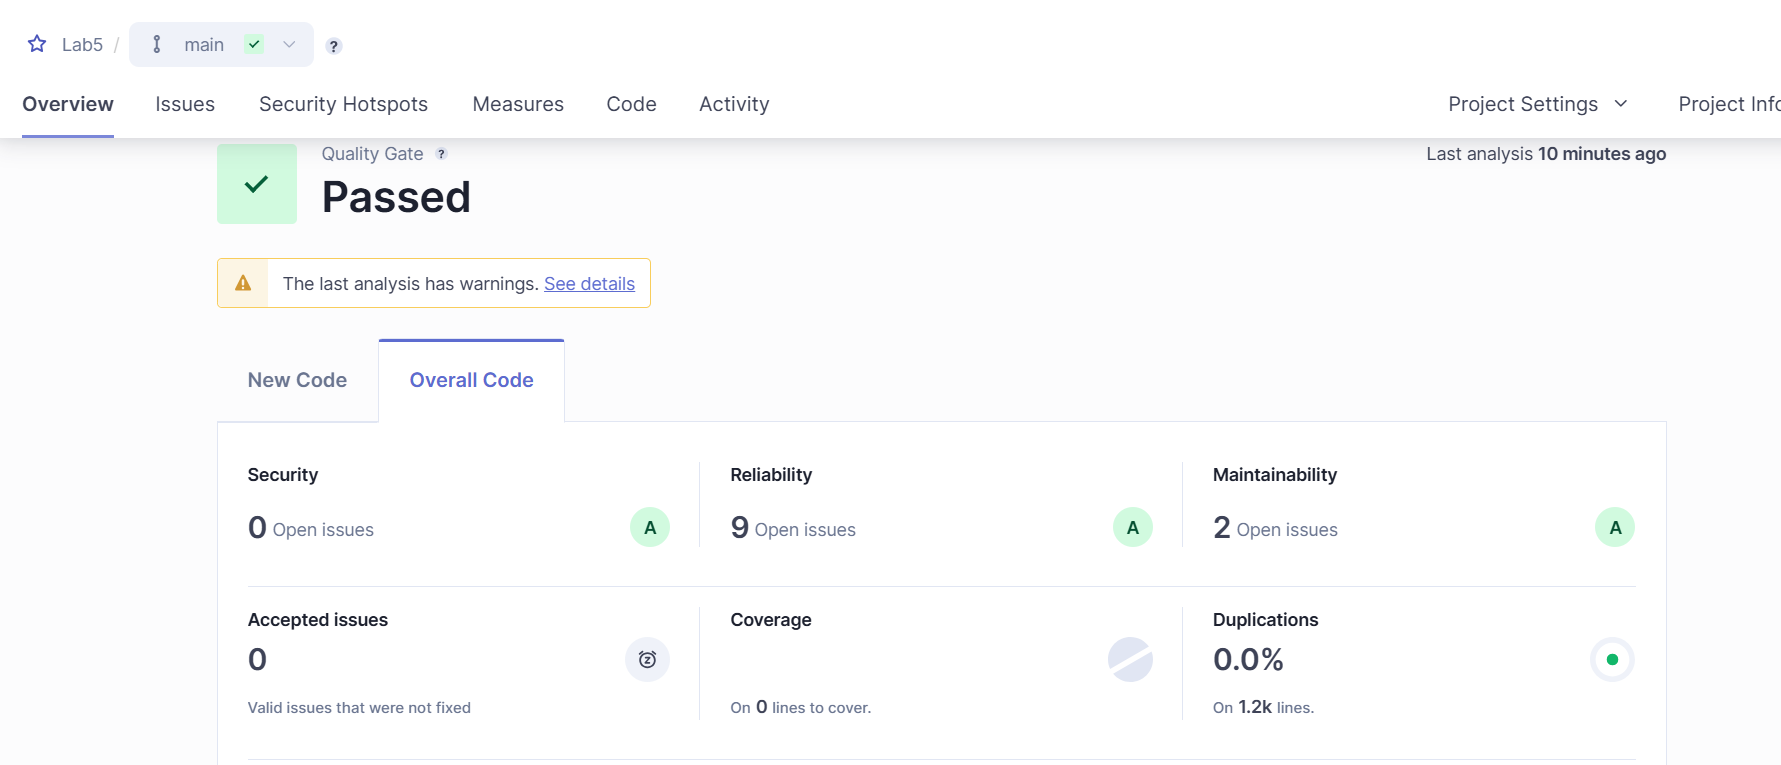 Lab5 / main ?
Overview Issues Security Hotspots Measures Code Activity Project Settings Project Info
Quality Gate ? Last analysis 10 minutes ago
Passed
The last analysis has warnings. See details
New Code Overall Code
Security Reliability Maintainability
0 Open issues A 9 Open issues A 2 Open issues A
Accepted issues Coverage Duplications
0 0.0%
Valid issues that were not fixed On 0 lines to cover. On 1.2k lines.